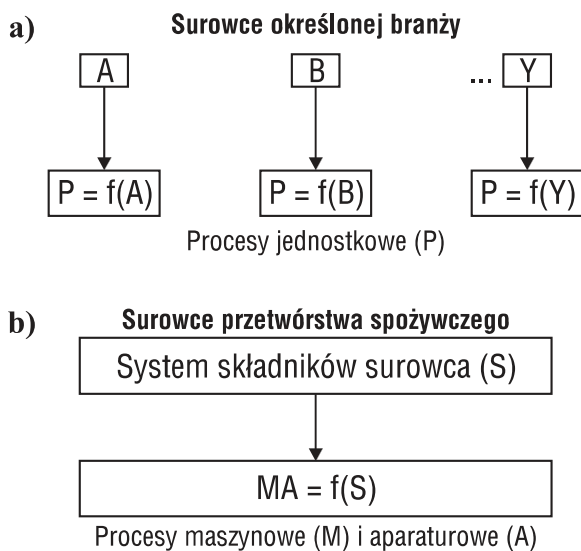 a) Surowce określonej branży
A B ... Y
P = f(A) P = f(B) P = f(Y)
Procesy jednostkowe (P)
b) Surowce przetwórstwa spożywczego
System składników surowca (S)
MA = f(S)
Procesy maszynowe (M) i aparaturowe (A)